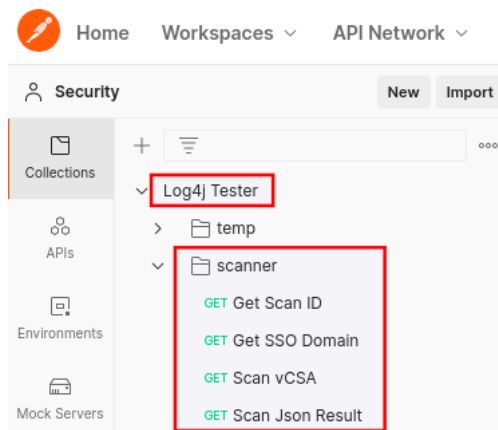 Home Workspaces API Network
Security New Import
Collections
Log4j Tester
temp
APIs
scanner
GET Get Scan ID
Environments
GET Get SSO Domain
GET Scan vCSA
Mock Servers
GET Scan Json Result